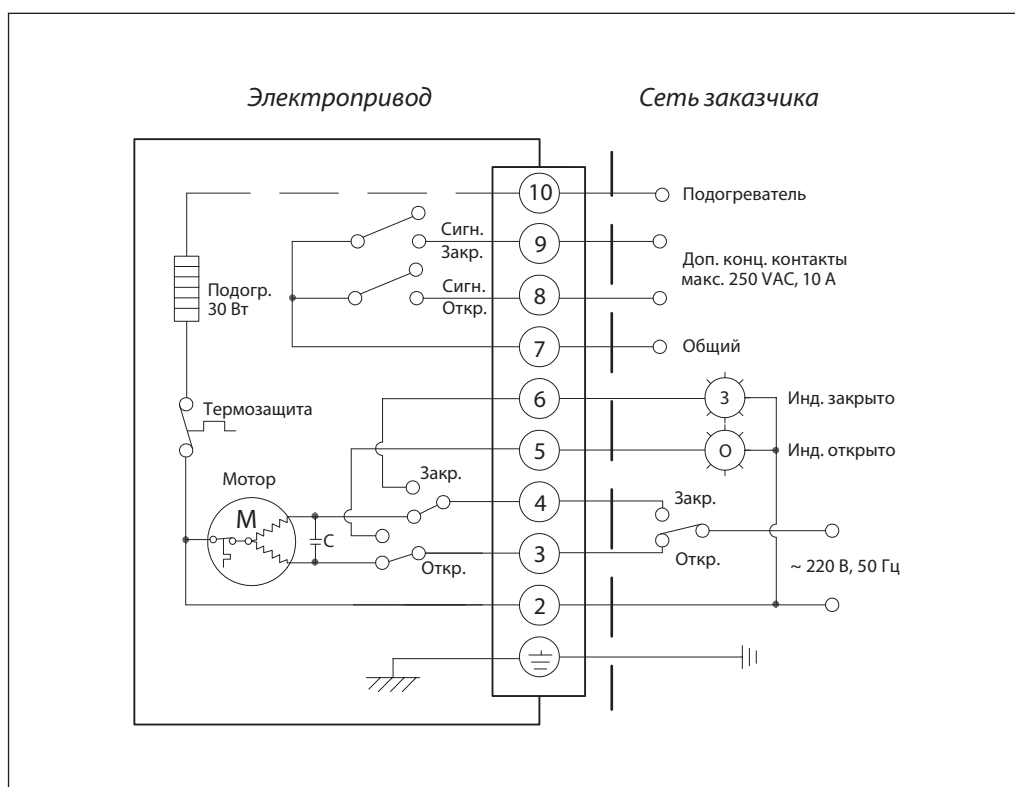 Электропривод
Сеть заказчика
10
Подогреватель
Сигн.
Закр.
9
Доп. конц. контакты
макс. 250 VAC, 10 А
Подогр.
30 Вт
Сигн.
Откр.
8
7
Общий
6
З
Инд. закрыто
Термозащита
5
О
Инд. открыто
Мотор
Закр.
4
Закр.
М
С
Откр.
3
Откр.
~ 220 В, 50 Гц
2